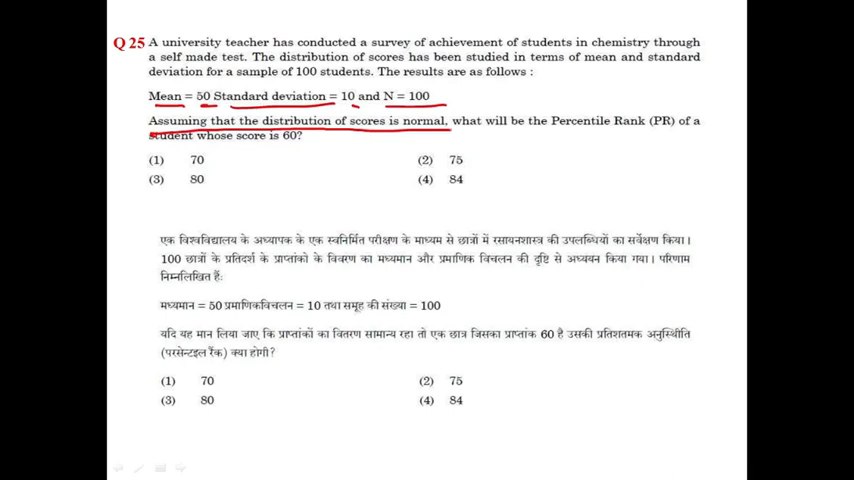 Q 25 A university teacher has conducted a survey of achievement of students in chemistry through
a self made test. The distribution of scores has been studied in terms of mean and standard
deviation for a sample of 100 students. The results are as follows :
Mean = 50 Standard deviation = 10 and N = 100
Assuming that the distribution of scores is normal, what will be the Percentile Rank (PR) of a
student whose score is 60?
(1) 70 (2) 75
(3) 80 (4) 84
एक विश्वविद्यालय के अध्यापक के एक स्वनिर्मित परीक्षण के माध्यम से छात्रों में रसायनशास्त्र की उपलब्धियों का सर्वेक्षण किया।
100 छात्रों के प्रतिदर्श के प्राप्तांको के विवरण का मध्यमान और प्रमाणिक विचलन की दृष्टि से अध्ययन किया गया। परिणाम
निम्नलिखित हैं:
मध्यमान = 50 प्रमाणिकविचलन = 10 तथा समूह की संख्या = 100
यदि यह मान लिया जाए कि प्राप्तांकों का वितरण सामान्य रहा तो एक छात्र जिसका प्राप्तांक 60 है उसकी प्रतिशतमक अनुस्थिति
(परसेन्टइल रैंक) क्या होगी?
(1) 70 (2) 75
(3) 80 (4) 84